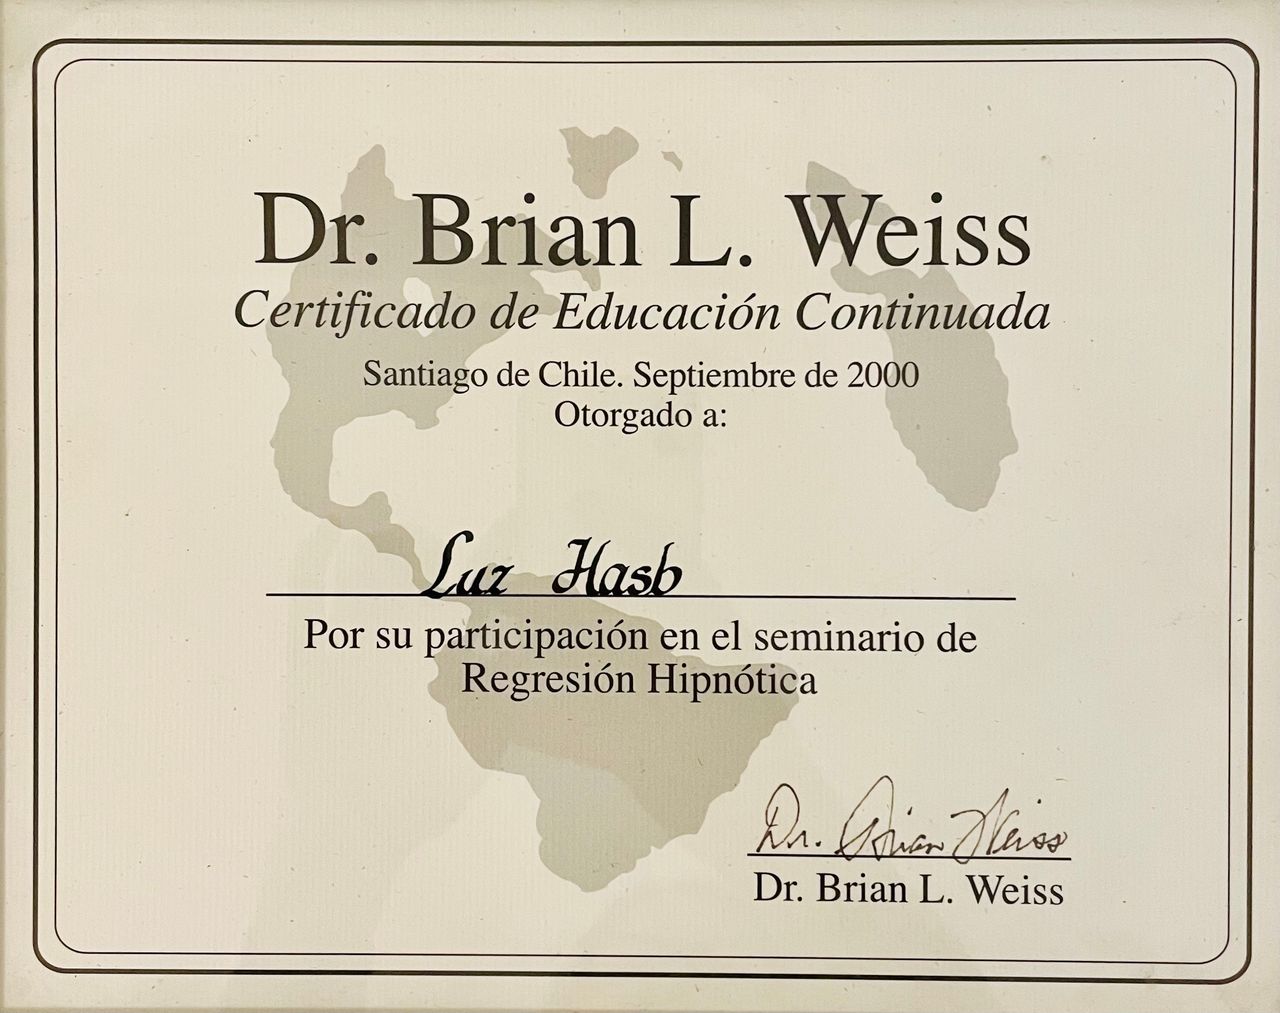 Dr. Brian L. Weiss
Certificado de Educación Continuada
Santiago de Chile. Septiembre de 2000
Otorgado a:
Luz Hasb
Por su participación en el seminario de
Regresión Hipnótica
Dr. Brian Weiss
Dr. Brian L. Weiss